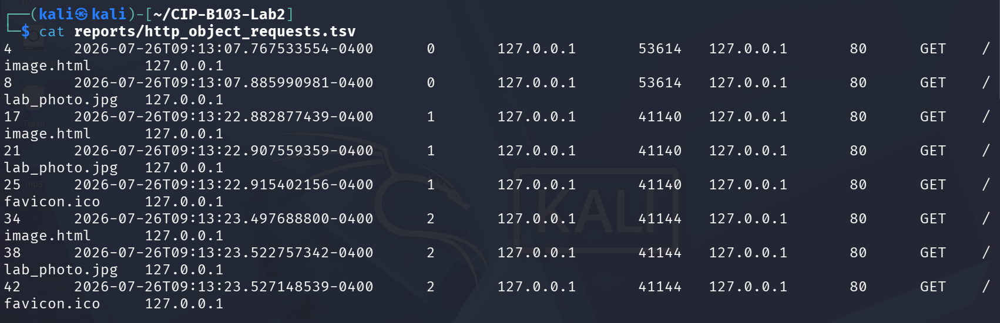 ┌──(kali㉿kali)-[~/CIP-B103-Lab2]
└─$ cat reports/http_object_requests.tsv
4       2026-07-26T09:13:07.767533554-0400      0       127.0.0.1       53614   127.0.0.1       80      GET     /
image.html      127.0.0.1
8       2026-07-26T09:13:07.885990981-0400      0       127.0.0.1       53614   127.0.0.1       80      GET     /
lab_photo.jpg   127.0.0.1
17      2026-07-26T09:13:22.882877439-0400      1       127.0.0.1       41140   127.0.0.1       80      GET     /
image.html      127.0.0.1
21      2026-07-26T09:13:22.907559359-0400      1       127.0.0.1       41140   127.0.0.1       80      GET     /
lab_photo.jpg   127.0.0.1
25      2026-07-26T09:13:22.915402156-0400      1       127.0.0.1       41140   127.0.0.1       80      GET     /
favicon.ico     127.0.0.1
34      2026-07-26T09:13:23.497688800-0400      2       127.0.0.1       41144   127.0.0.1       80      GET     /
image.html      127.0.0.1
38      2026-07-26T09:13:23.522757342-0400      2       127.0.0.1       41144   127.0.0.1       80      GET     /
lab_photo.jpg   127.0.0.1
42      2026-07-26T09:13:23.527148539-0400      2       127.0.0.1       41144   127.0.0.1       80      GET     /
favicon.ico     127.0.0.1
Home
Trash
mp3
KALI